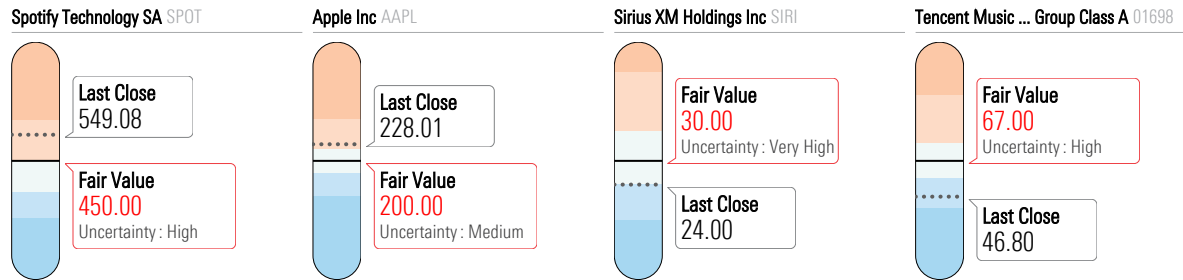 Spotify Technology SA SPOT
Last Close
549.08
Fair Value
450.00
Uncertainty : High
Apple Inc AAPL
Last Close
228.01
Fair Value
200.00
Uncertainty : Medium
Sirius XM Holdings Inc SIRI
Fair Value
30.00
Uncertainty : Very High
Last Close
24.00
Tencent Music ... Group Class A 01698
Fair Value
67.00
Uncertainty : High
Last Close
46.80